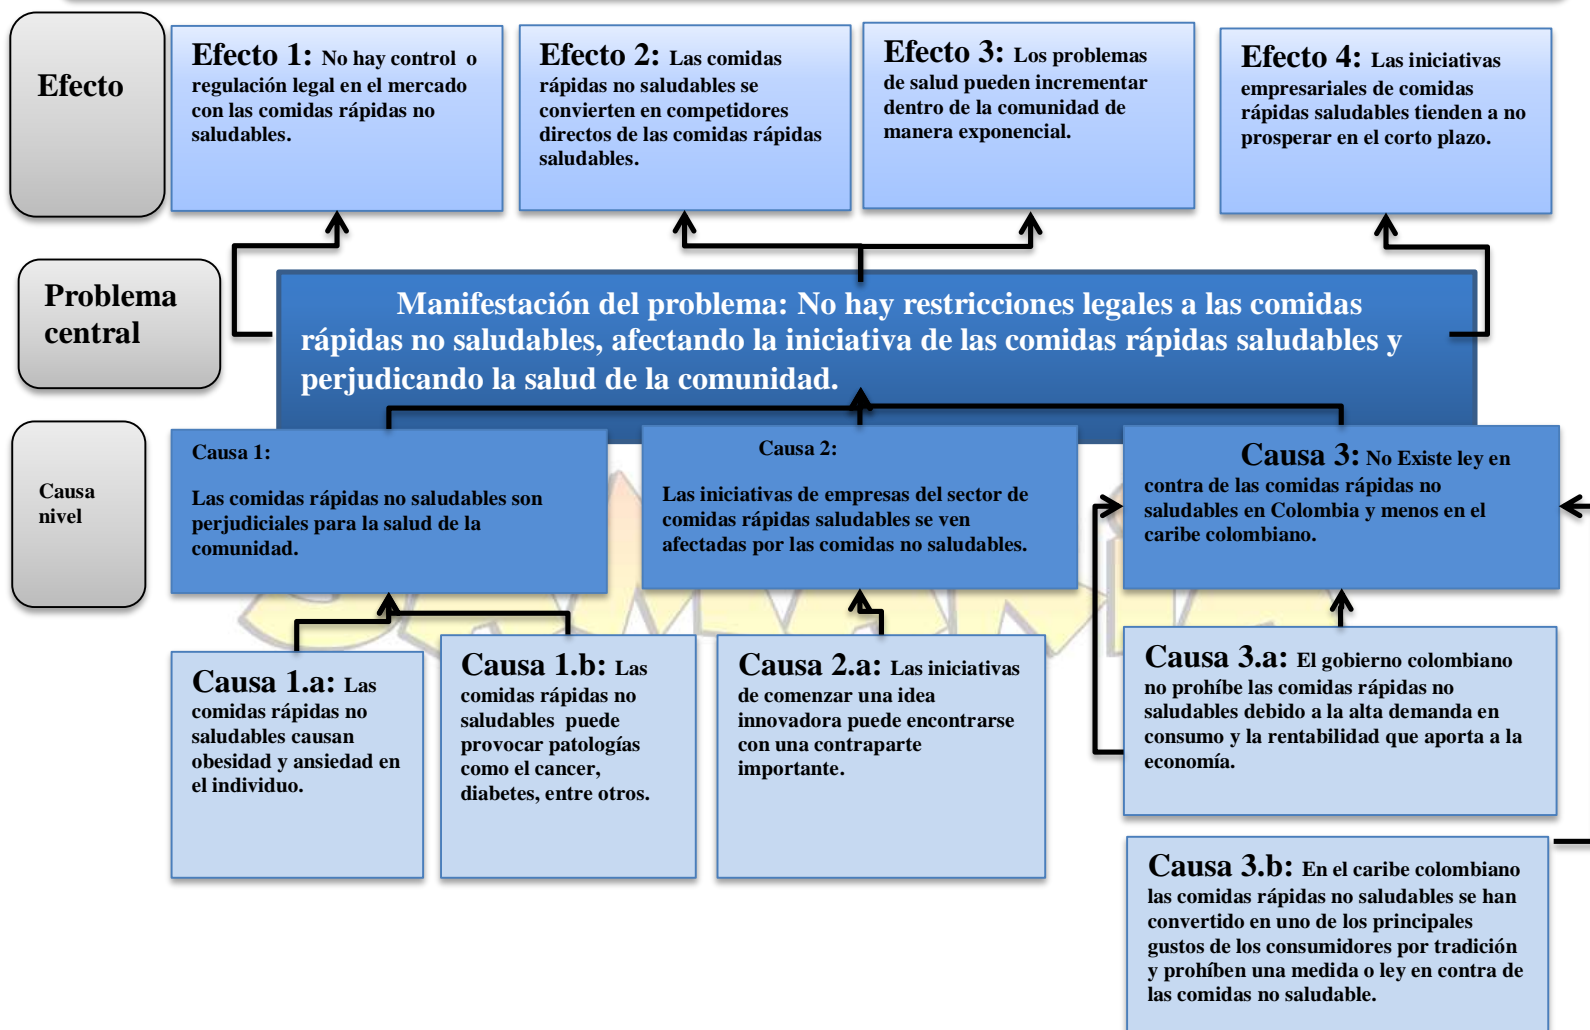 Efecto
Efecto 1: No hay control o
regulación legal en el mercado
con las comidas rápidas no
saludables.
Efecto 2: Las comidas
rápidas no saludables se
convierten en competidores
directos de las comidas rápidas
saludables.
Efecto 3: Los problemas
de salud pueden incrementar
dentro de la comunidad de
manera exponencial.
Efecto 4: Las iniciativas
empresariales de comidas
rápidas saludables tienden a no
prosperar en el corto plazo.
Problema
central
Manifestación del problema: No hay restricciones legales a las comidas
rápidas no saludables, afectando la iniciativa de las comidas rápidas saludables y
perjudicando la salud de la comunidad.
Causa
nivel
Causa 1:
Las comidas rápidas no saludables son
perjudiciales para la salud de la
comunidad.
Causa 2:
Las iniciativas de empresas del sector de
comidas rápidas saludables se ven
afectadas por las comidas no saludables.
Causa 3: No Existe ley en
contra de las comidas rápidas no
saludables en Colombia y menos en el
caribe colombiano.
Causa 1.a: Las
comidas rápidas no
saludables causan
obesidad y ansiedad en
el individuo.
Causa 1.b: Las
comidas rápidas no
saludables puede
provocar patologías
como el cancer,
diabetes, entre otros.
Causa 2.a: Las iniciativas
de comenzar una idea
innovadora puede encontrarse
con una contraparte
importante.
Causa 3.a: El gobierno colombiano
no prohíbe las comidas rápidas no
saludables debido a la alta demanda en
consumo y la rentabilidad que aporta a la
economía.
Causa 3.b: En el caribe colombiano
las comidas rápidas no saludables se han
convertido en uno de los principales
gustos de los consumidores por tradición
y prohíben una medida o ley en contra de
las comidas no saludable.